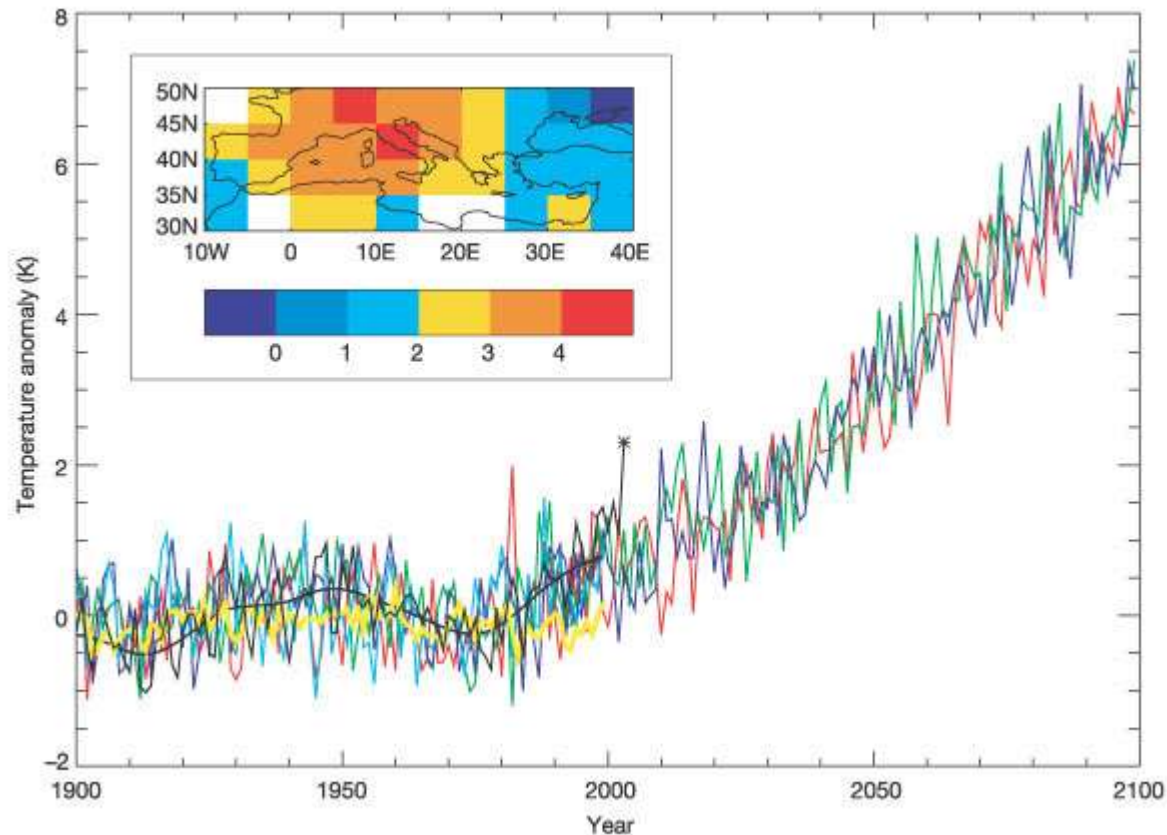 8
6
4
2
0
−2
Temperature anomaly (K)
50N
45N
40N
35N
30N
10W 0 10E 20E 30E 40E
0 1 2 3 4
*
1900 1950 2000 2050 2100
Year